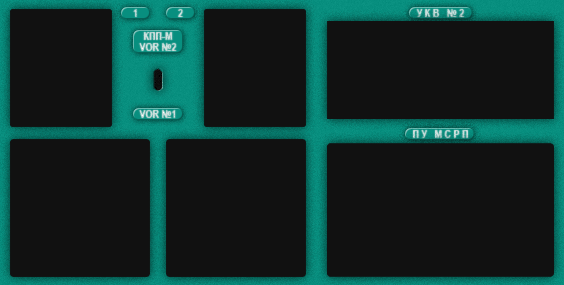 1 2
УКВ №2
КПП-М
VOR №2
VOR №1
ПУ МСРП